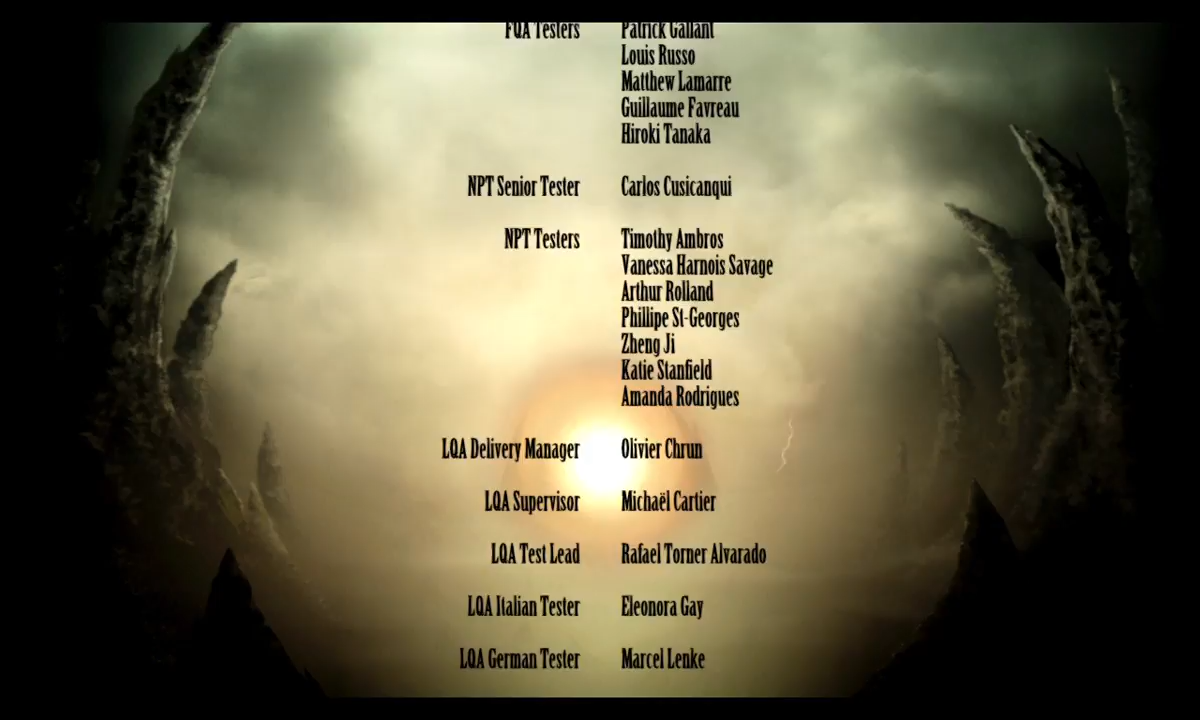 FQA Testers Patrick Gallant
Louis Russo
Matthew Lamarre
Guillaume Favreau
Hiroki Tanaka
NPT Senior Tester Carlos Cusicanqui
NPT Testers Timothy Ambros
Vanessa Harnois Savage
Arthur Rolland
Phillipe St-Georges
Zheng Ji
Katie Stanfield
Amanda Rodrigues
LQA Delivery Manager Olivier Chrun
LQA Supervisor Michaël Cartier
LQA Test Lead Rafael Torner Alvarado
LQA Italian Tester Eleonora Gay
LQA German Tester Marcel Lenke